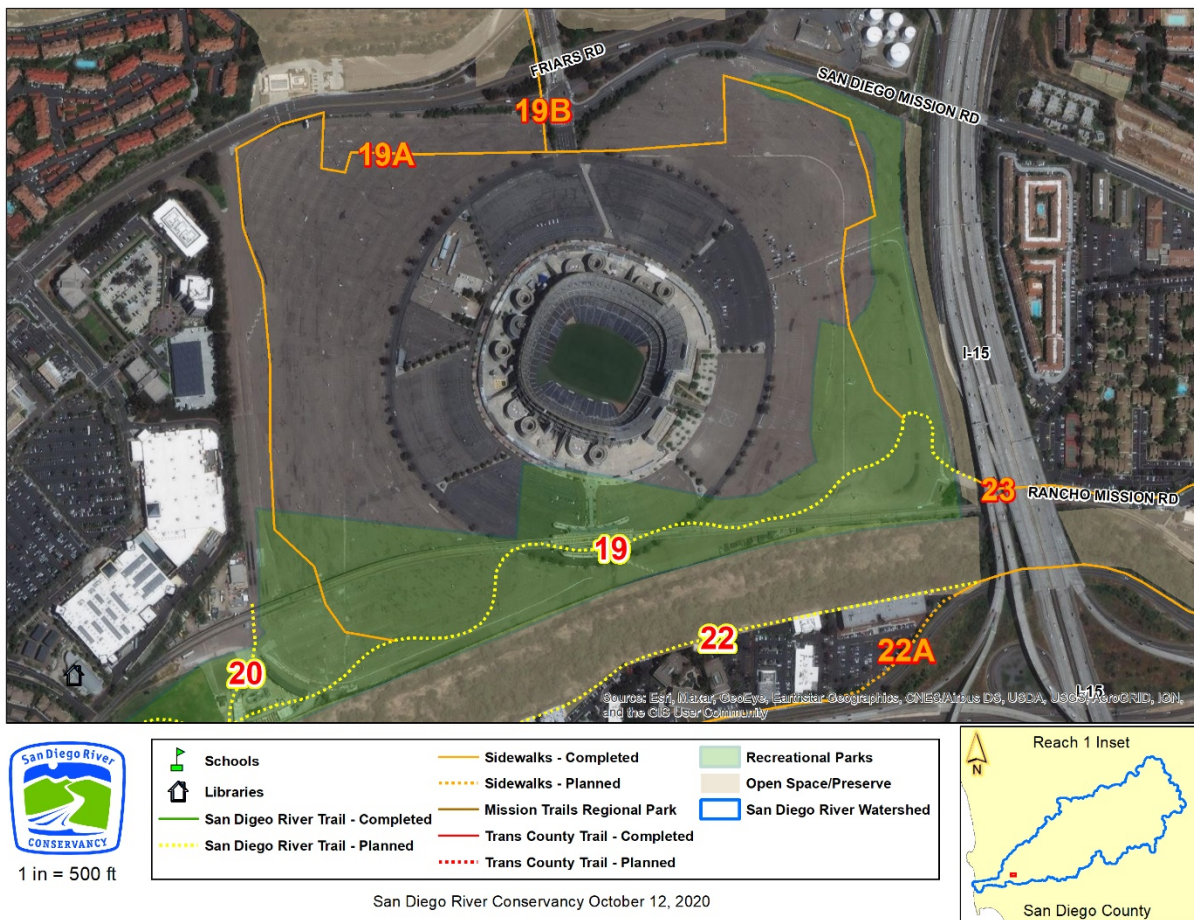 FRIARS RD
SAN DIEGO MISSION RD
19B
19A
I-15
23
RANCHO MISSION RD
19
22
22A
20
I-15
Source: Esri, Maxar, GeoEye, Earthstar Geographics, CNES/Airbus DS, USDA, USGS, AeroGRID, IGN,
and the GIS User Community
San Diego River
CONSERVANCY
1 in = 500 ft
Schools
Libraries
San Digeo River Trail - Completed
San Diego River Trail - Planned
Sidewalks - Completed
Sidewalks - Planned
Mission Trails Regional Park
Trans County Trail - Completed
Trans County Trail - Planned
Recreational Parks
Open Space/Preserve
San Diego River Watershed
Reach 1 Inset
N
San Diego County
San Diego River Conservancy October 12, 2020